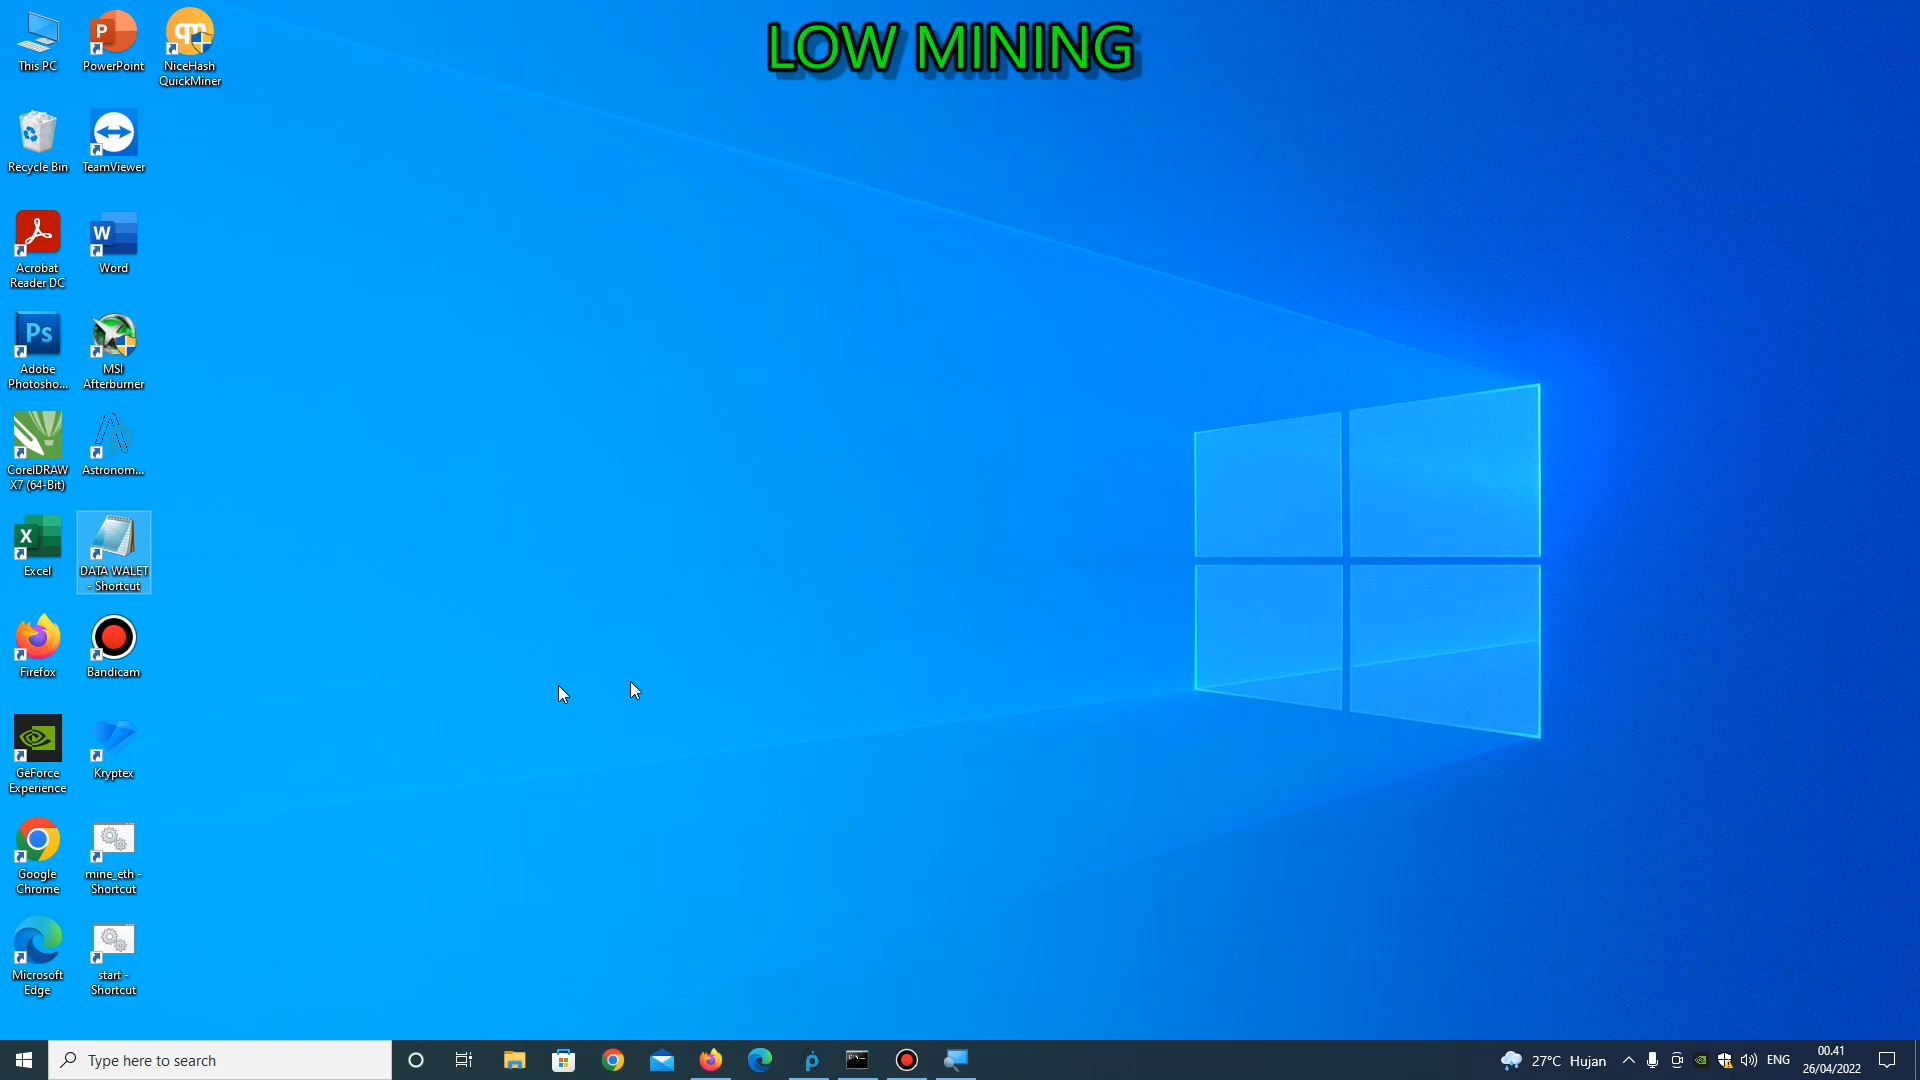 LOW MINING
This PC
PowerPoint
NiceHash
QuickMiner
Recycle Bin
TeamViewer
Acrobat
Reader DC
Word
Adobe
Photosho...
MSI
Afterburner
CorelDRAW
X7 (64-Bit)
Astronom...
Excel
DATA WALET
- Shortcut
Firefox
Bandicam
GeForce
Experience
Kryptex
Google
Chrome
mine_eth -
Shortcut
Microsoft
Edge
start -
Shortcut
Type here to search
27°C Hujan
ENG
00.41
26/04/2022